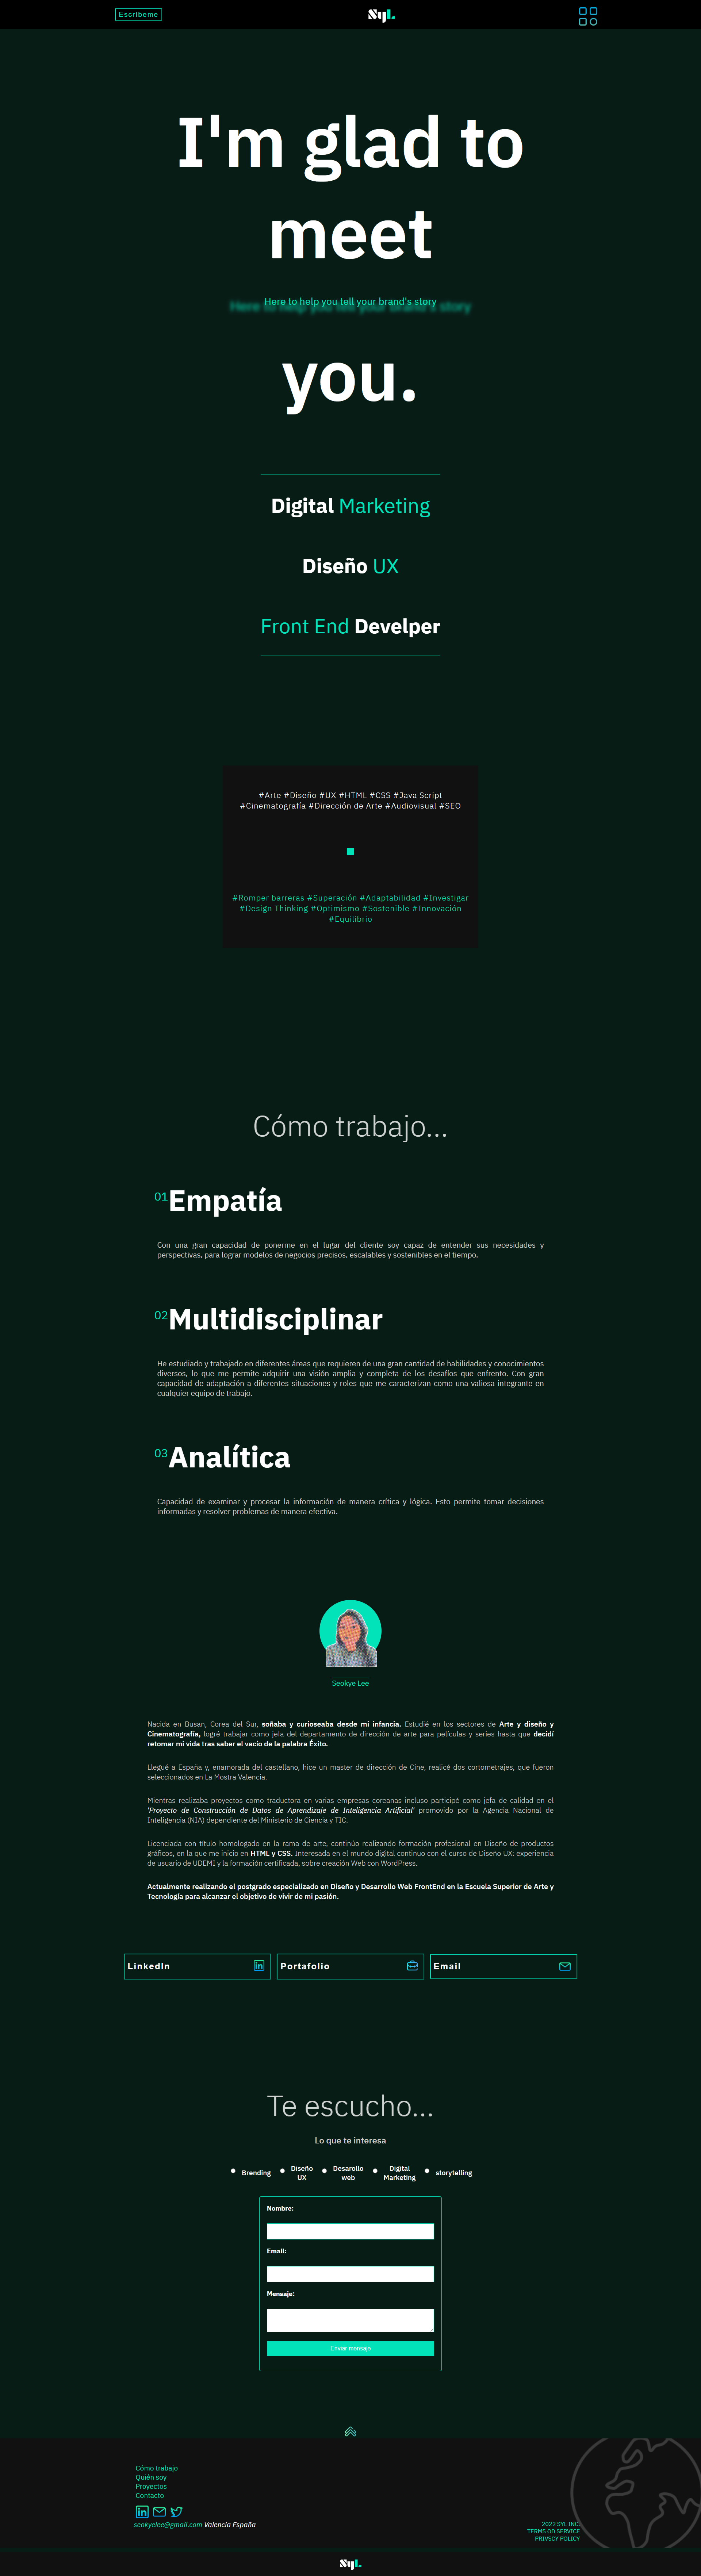 Escribeme
SyL.
I'm glad to
meet
Here to help you tell your brand's story
you.
Digital Marketing
Diseño UX
Front End Develper
#Arte #Diseño #UX #HTML #CSS #Java Script
#Cinematografía #Dirección de Arte #Audiovisual #SEO
#Romper barreras #Superación #Adaptabilidad #Investigar
#Design Thinking #Optimismo #Sostenible #Innovación
#Equilibrio
Cómo trabajo...
01 Empatía
Con una gran capacidad de ponerme en el lugar del cliente soy capaz de entender sus necesidades y
perspectivas, para lograr modelos de negocios precisos, escalables y sostenibles en el tiempo.
02 Multidisciplinar
He estudiado y trabajado en diferentes áreas que requieren de una gran cantidad de habilidades y conocimientos
diversos, lo que me permite adquirir una visión amplia y completa de los desafíos que enfrento. Con gran
capacidad de adaptación a diferentes situaciones y roles que me caracterizan como una valiosa integrante en
cualquier equipo de trabajo.
03 Analítica
Capacidad de examinar y procesar la información de manera crítica y lógica. Esto permite tomar decisiones
informadas y resolver problemas de manera efectiva.
Seokye Lee
Nacida en Busan, Corea del Sur, soñaba y curioseaba desde mi infancia. Estudié en los sectores de Arte y diseño y
Cinematografía, logré trabajar como jefa del departamento de dirección de arte para películas y series hasta que decidí
retomar mi vida tras saber el vacío de la palabra Éxito.
Llegué a España y, enamorada del castellano, hice un master de dirección de Cine, realicé dos cortometrajes, que fueron
seleccionados en La Mostra Valencia.
Mientras realizaba proyectos como traductora en varias empresas coreanas incluso participé como jefa de calidad en el
'Proyecto de Construcción de Datos de Aprendizaje de Inteligencia Artificial' promovido por la Agencia Nacional de
Inteligencia (NIA) dependiente del Ministerio de Ciencia y TIC.
Licenciada con título homologado en la rama de arte, continúo realizando formación profesional en Diseño de productos
gráficos, en la que me inicio en HTML y CSS. Interesada en el mundo digital continuo con el curso de Diseño UX: experiencia
de usuario de UDEMI y la formación certificada, sobre creación Web con WordPress.
Actualmente realizando el postgrado especializado en Diseño y Desarrollo Web FrontEnd en la Escuela Superior de Arte y
Tecnología para alcanzar el objetivo de vivir de mi pasión.
LinkedIn
Portafolio
Email
Te escucho...
Lo que te interesa
Brending
Diseño
UX
Desarollo
web
Digital
Marketing
storytelling
Nombre:
Email:
Mensaje:
Enviar mensaje
Cómo trabajo
Quién soy
Proyectos
Contacto
seokyelee@gmail.com Valencia España
2022 SYL INC.
TERMS OD SERVICE
PRIVSCY POLICY
SyL.